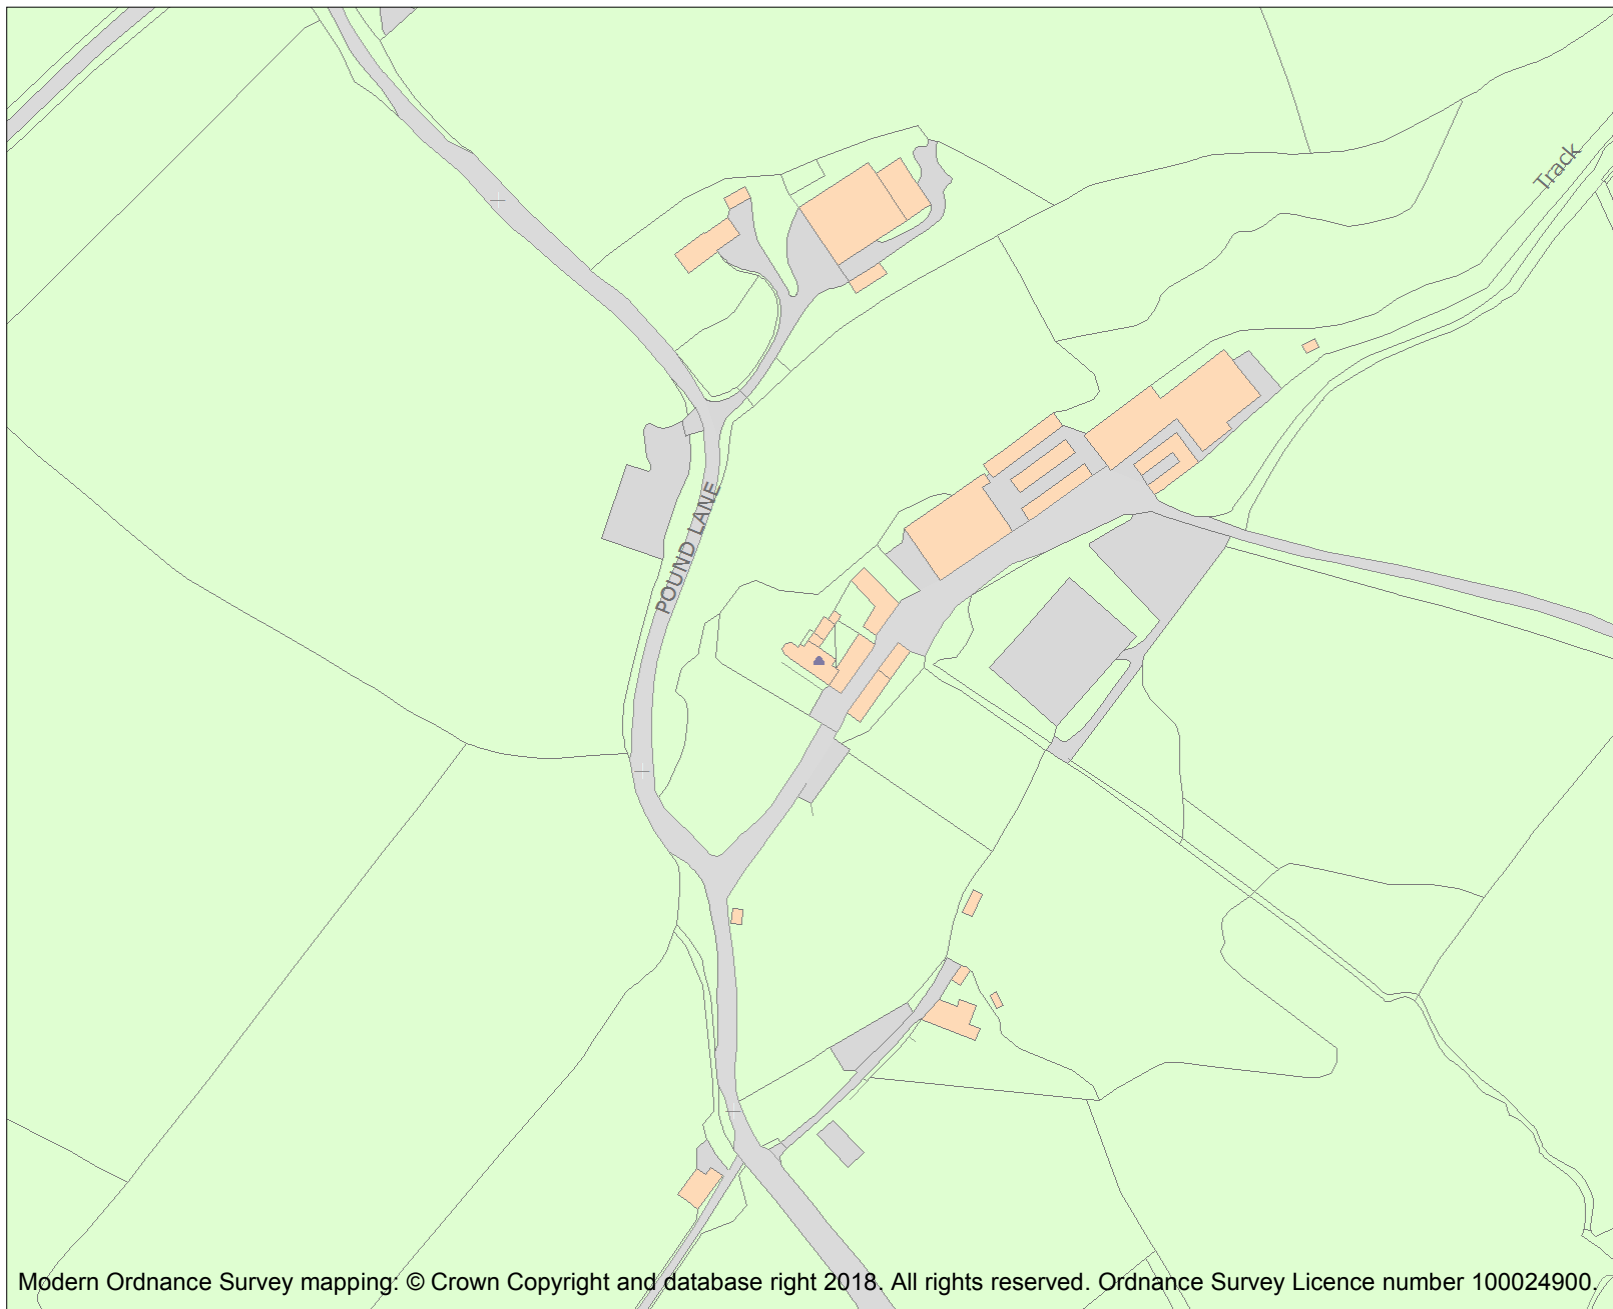 Track
POUND LANE
Modern Ordnance Survey mapping: © Crown Copyright and database right 2018. All rights reserved. Ordnance Survey Licence number 100024900.